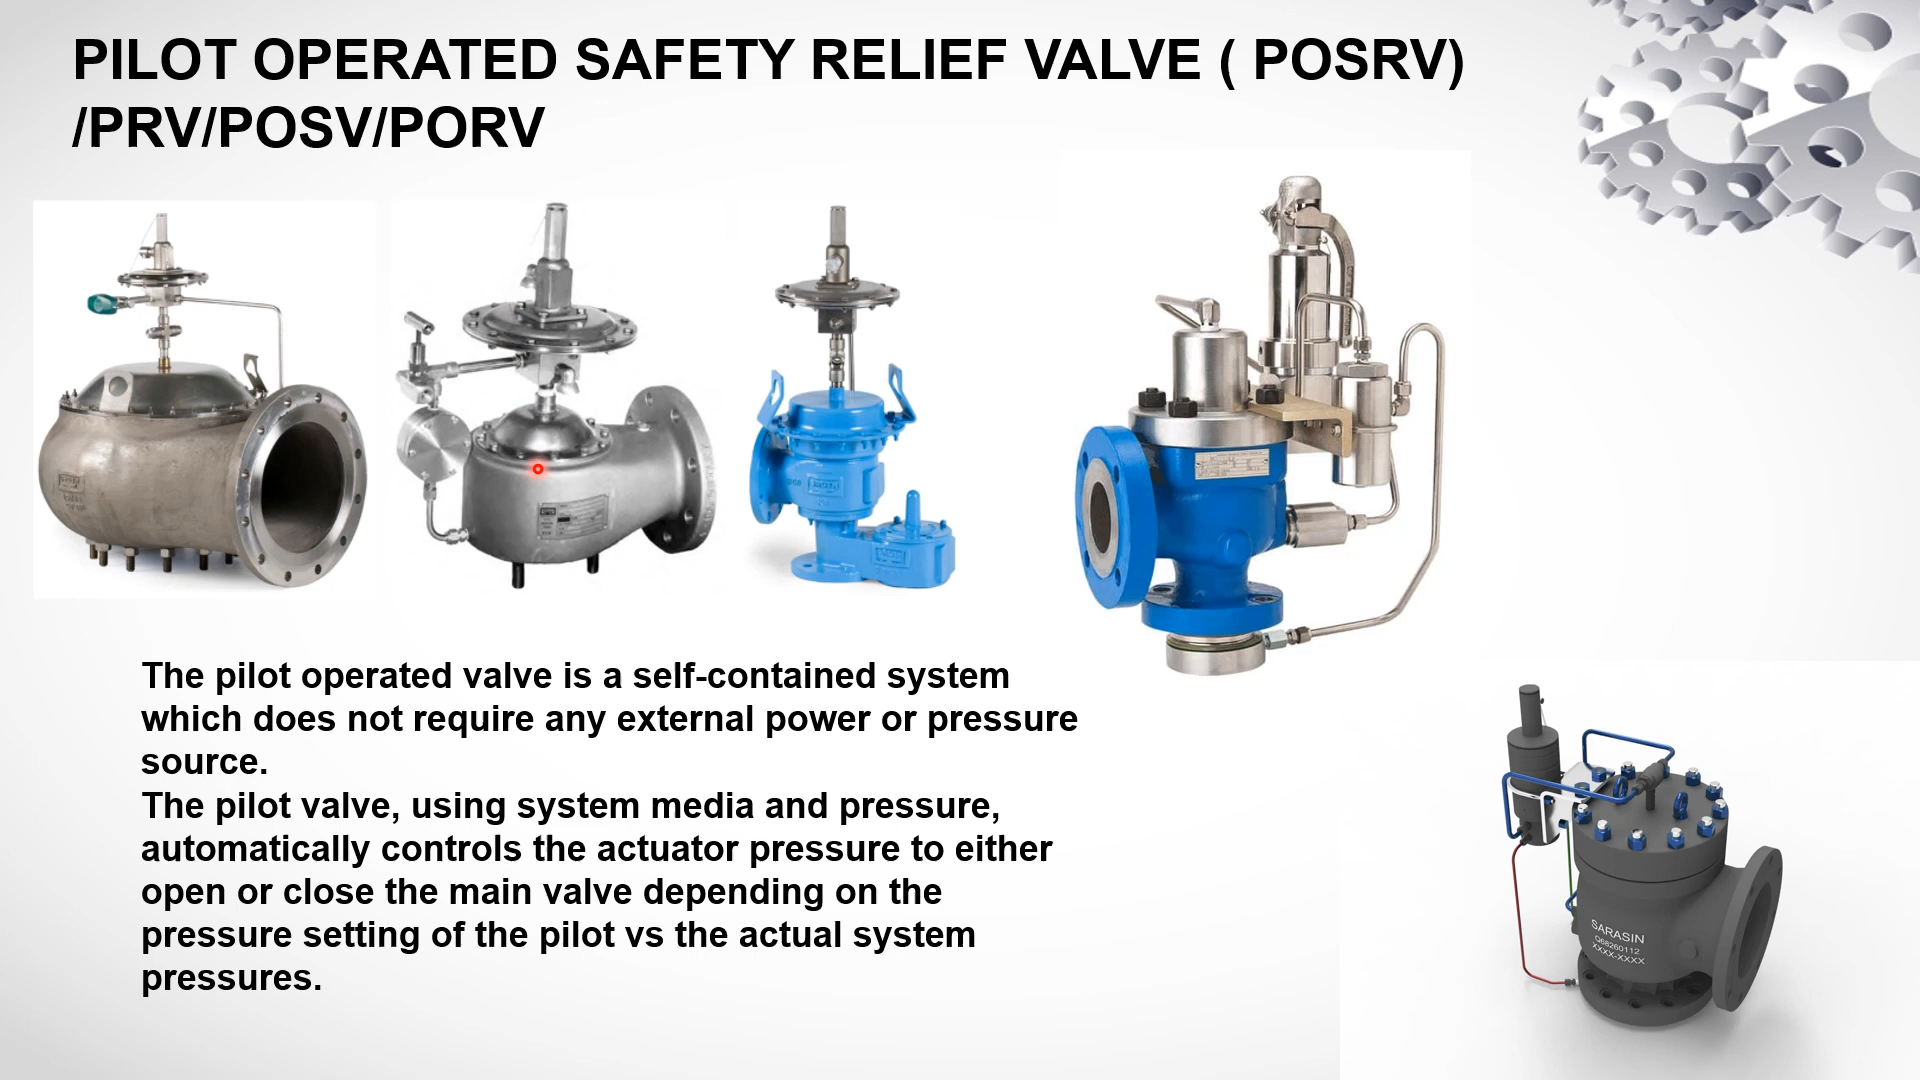 PILOT OPERATED SAFETY RELIEF VALVE ( POSRV)
/PRV/POSV/PORV
The pilot operated valve is a self-contained system
which does not require any external power or pressure
source.
The pilot valve, using system media and pressure,
automatically controls the actuator pressure to either
open or close the main valve depending on the
pressure setting of the pilot vs the actual system
pressures.
SARASIN
Q68260112
XXXX-XXXX